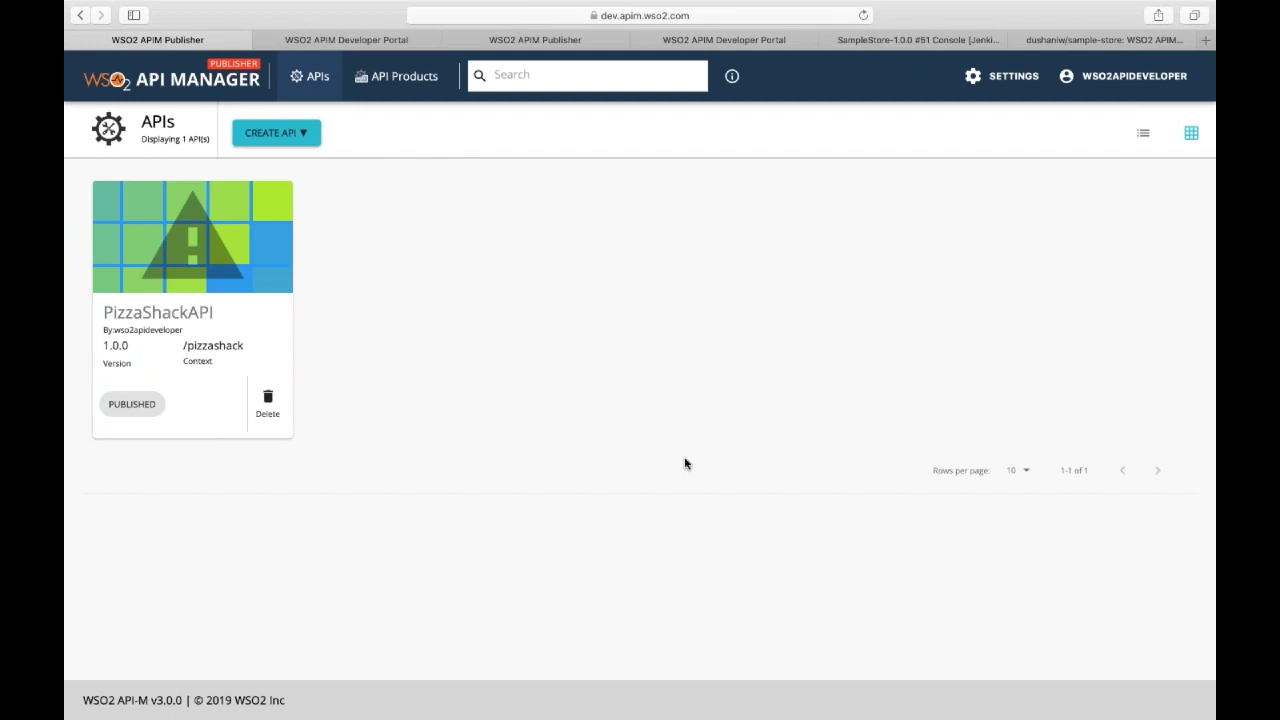 dev.apim.wso2.com
WSO2 APIM Publisher
WSO2 APIM Developer Portal
WSO2 APIM Publisher
WSO2 APIM Developer Portal
SampleStore-1.0.0 #51 Console [Jenki...
dushaniw/sample-store: WSO2 APIM...
PUBLISHER
WSO2 API MANAGER
APIs
API Products
Search
SETTINGS
WSO2APIDEVELOPER
APIs
Displaying 1 API(s)
CREATE API ▼
PizzaShackAPI
By:wso2apideveloper
1.0.0
/pizzashack
Version
Context
PUBLISHED
Delete
Rows per page: 10
1-1 of 1
WSO2 API-M v3.0.0 | © 2019 WSO2 Inc